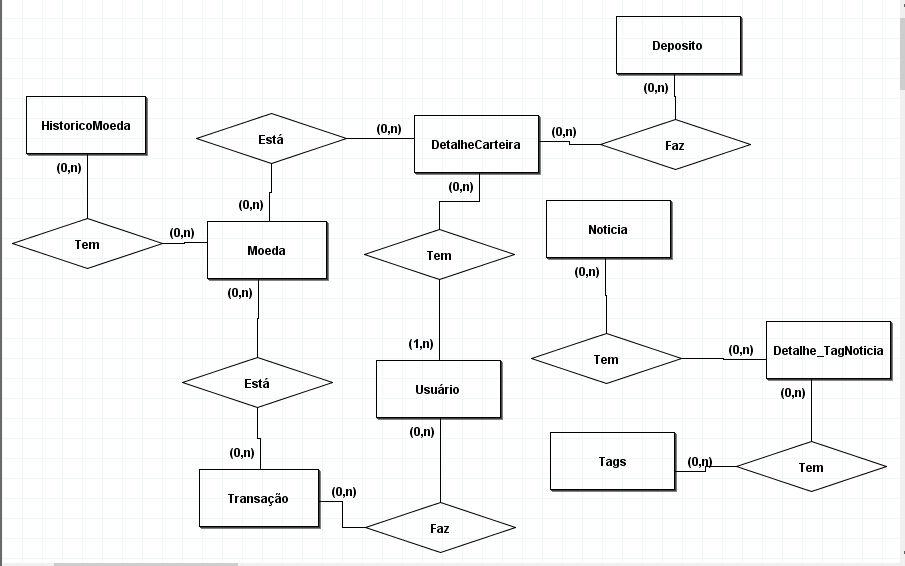 Deposito
(0,n)
HistoricoMoeda
(0,n)
Está
(0,n)
DetalheCarteira
(0,n)
Faz
(0,n)
(0,n)
Tem
(0,n)
Moeda
(0,n)
Tem
(1,n)
Noticia
(0,n)
Tem
(0,n)
Detalhe_TagNoticia
(0,n)
Está
(0,n)
Usuário
(0,n)
Tags
(0,n)
Tem
Transação
(0,n)
Faz